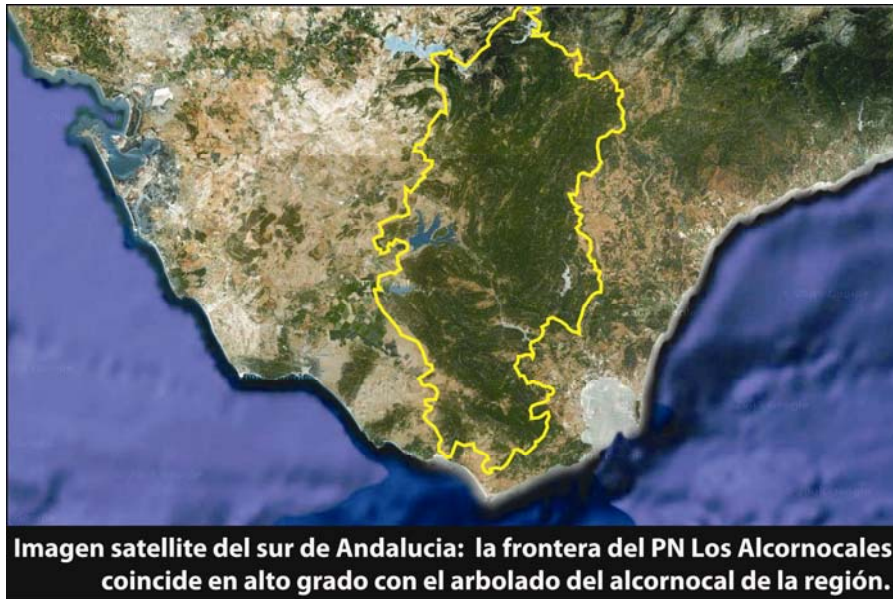 Imagen satellite del sur de Andalucia:  la frontera del PN Los Alcornocales
coincide en alto grado con el arbolado del alcornocal de la región.